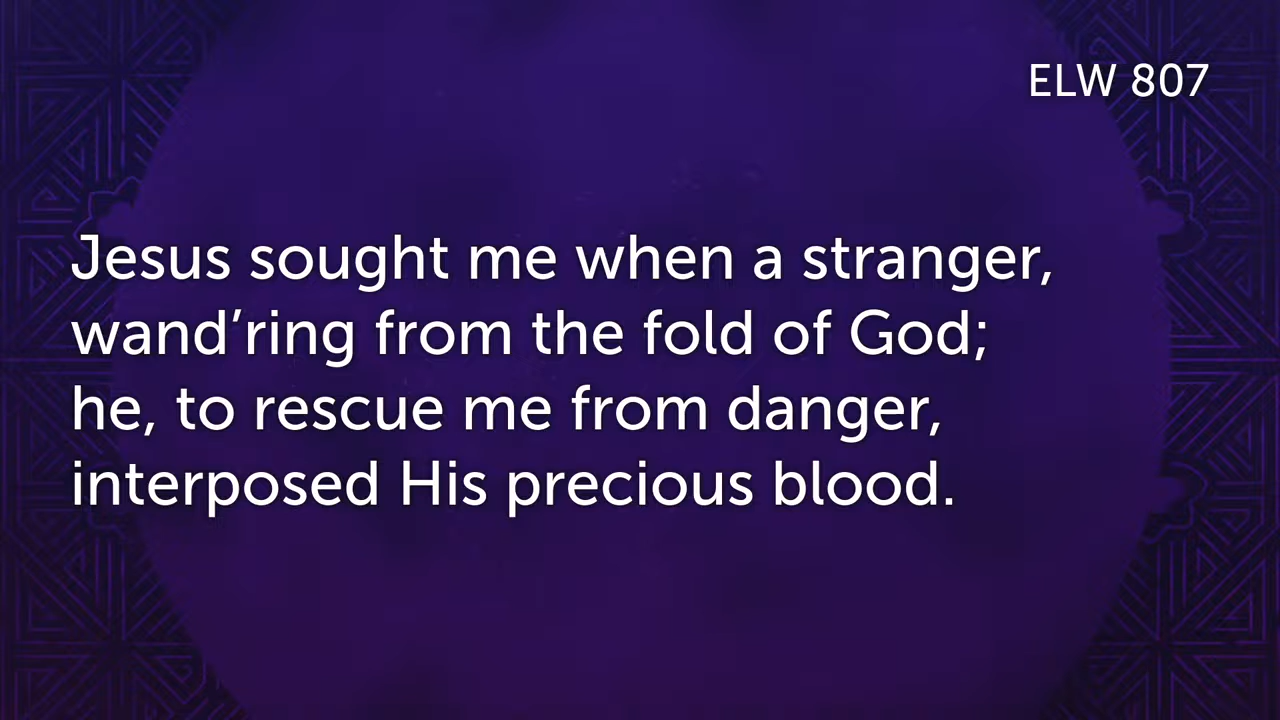 ELW 807
Jesus sought me when a stranger,
wand’ring from the fold of God;
he, to rescue me from danger,
interposed His precious blood.